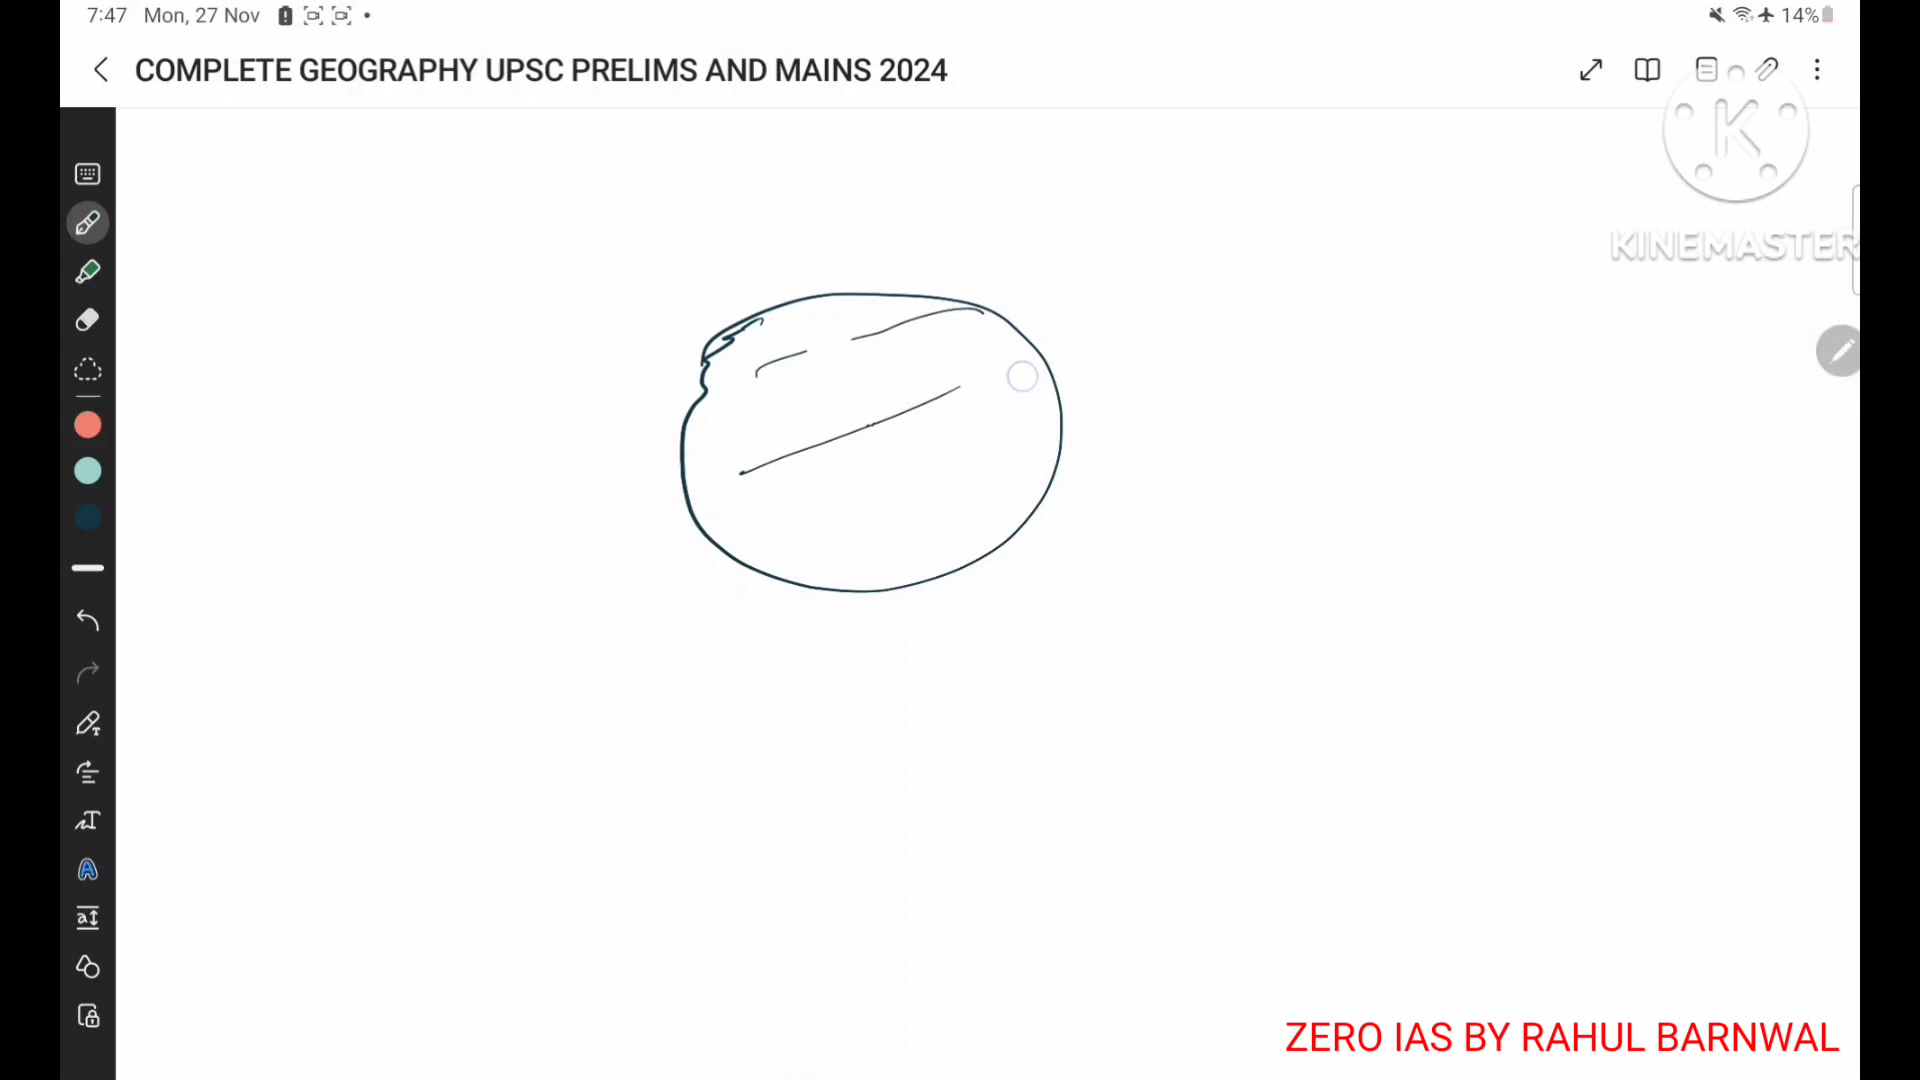 7:47 Mon, 27 Nov 14%
COMPLETE GEOGRAPHY UPSC PRELIMS AND MAINS 2024
K
KINEMASTER
ZERO IAS BY RAHUL BARNWAL